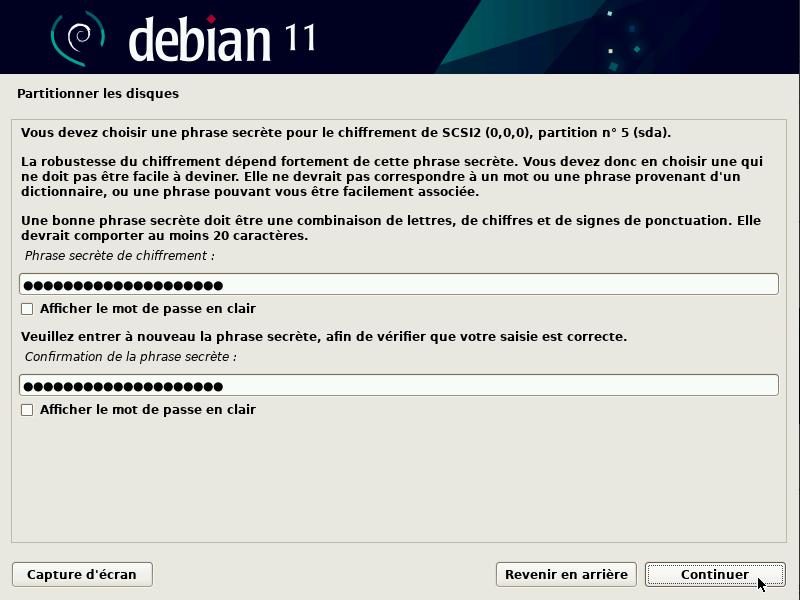 debian 11
Partitionner les disques
Vous devez choisir une phrase secrète pour le chiffrement de SCSI2 (0,0,0), partition n° 5 (sda).
La robustesse du chiffrement dépend fortement de cette phrase secrète. Vous devez donc en choisir une qui
ne doit pas être facile à deviner. Elle ne devrait pas correspondre à un mot ou une phrase provenant d'un
dictionnaire, ou une phrase pouvant vous être facilement associée.
Une bonne phrase secrète doit être une combinaison de lettres, de chiffres et de signes de ponctuation. Elle
devrait comporter au moins 20 caractères.
Phrase secrète de chiffrement :
●●●●●●●●●●●●●●●●●●●●
Afficher le mot de passe en clair
Veuillez entrer à nouveau la phrase secrète, afin de vérifier que votre saisie est correcte.
Confirmation de la phrase secrète :
●●●●●●●●●●●●●●●●●●●●
Afficher le mot de passe en clair
Capture d'écran
Revenir en arrière
Continuer